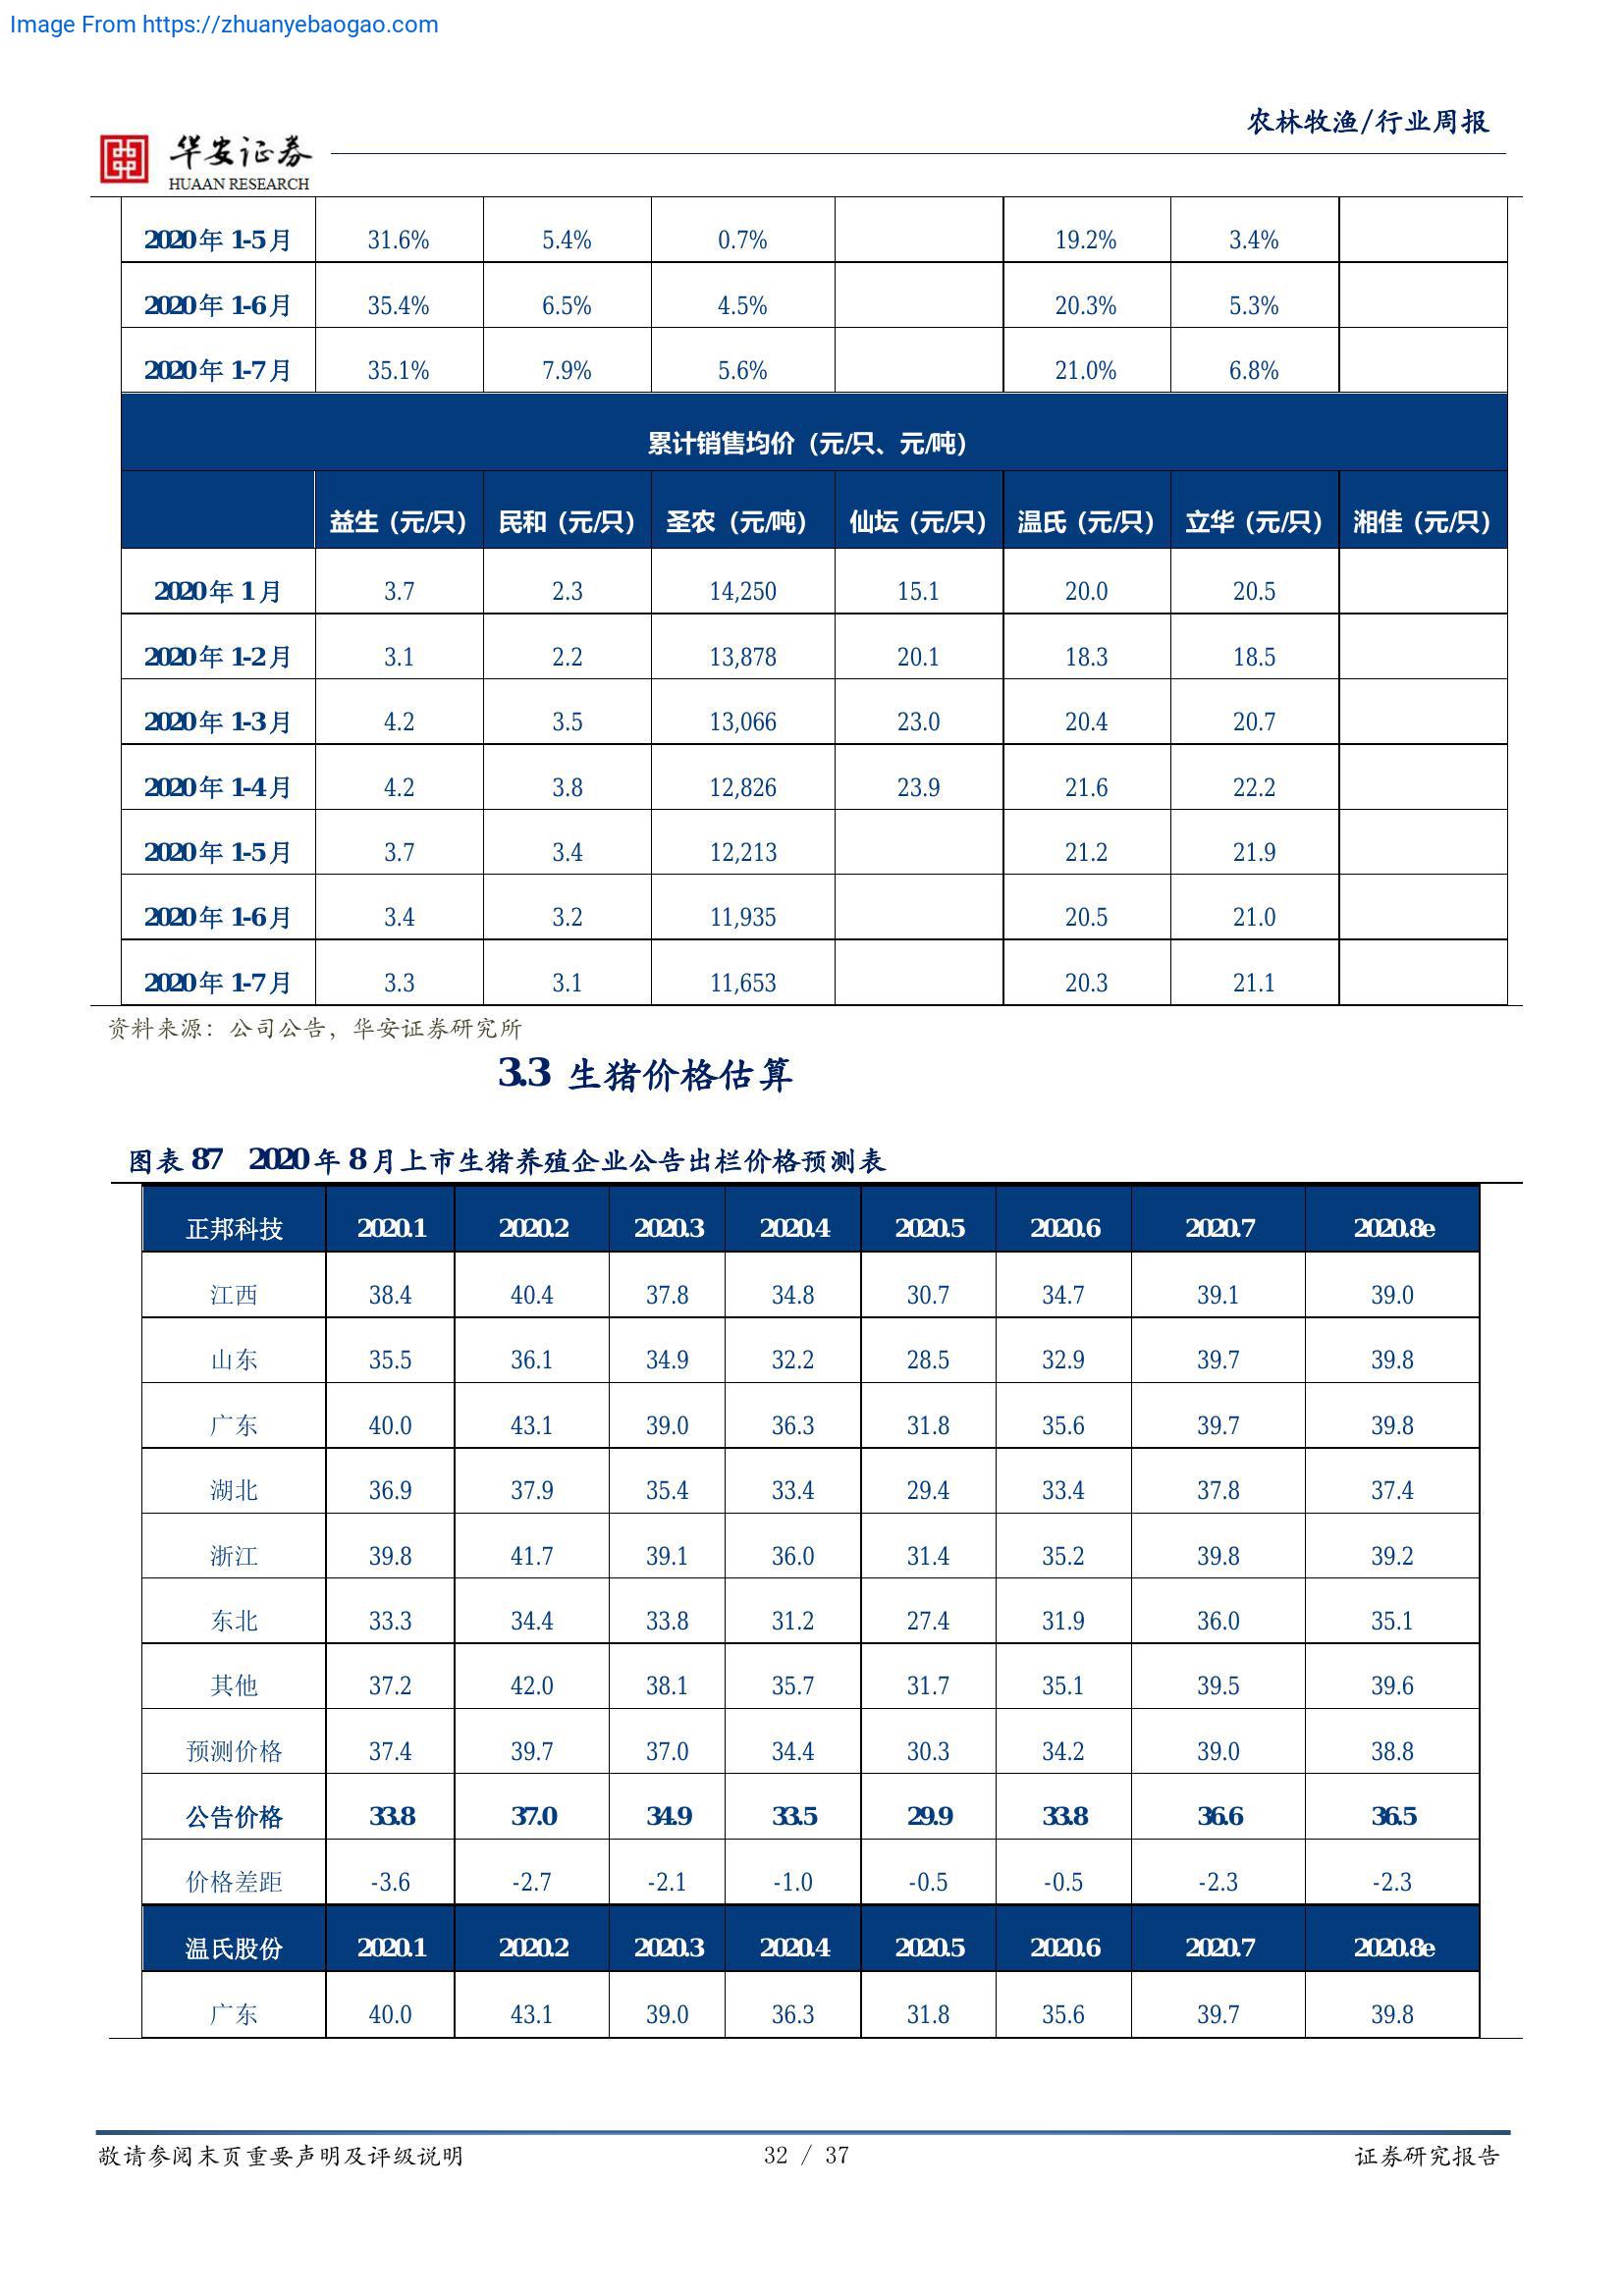 Image From https://zhuanyebaogao.com
农林牧渔/行业周报
华安证券
HUAAN RESEARCH
2020年1-5月 31.6% 5.4% 0.7% 19.2% 3.4%
2020年1-6月 35.4% 6.5% 4.5% 20.3% 5.3%
2020年1-7月 35.1% 7.9% 5.6% 21.0% 6.8%
累计销售均价（元/只、元/吨）
益生（元/只） 民和（元/只） 圣农（元/吨） 仙坛（元/只） 温氏（元/只） 立华（元/只） 湘佳（元/只）
2020年1月 3.7 2.3 14,250 15.1 20.0 20.5
2020年1-2月 3.1 2.2 13,878 20.1 18.3 18.5
2020年1-3月 4.2 3.5 13,066 23.0 20.4 20.7
2020年1-4月 4.2 3.8 12,826 23.9 21.6 22.2
2020年1-5月 3.7 3.4 12,213 21.2 21.9
2020年1-6月 3.4 3.2 11,935 20.5 21.0
2020年1-7月 3.3 3.1 11,653 20.3 21.1
资料来源：公司公告，华安证券研究所
3.3 生猪价格估算
图表87 2020年8月上市生猪养殖企业公告出栏价格预测表
正邦科技 2020.1 2020.2 2020.3 2020.4 2020.5 2020.6 2020.7 2020.8e
江西 38.4 40.4 37.8 34.8 30.7 34.7 39.1 39.0
山东 35.5 36.1 34.9 32.2 28.5 32.9 39.7 39.8
广东 40.0 43.1 39.0 36.3 31.8 35.6 39.7 39.8
湖北 36.9 37.9 35.4 33.4 29.4 33.4 37.8 37.4
浙江 39.8 41.7 39.1 36.0 31.4 35.2 39.8 39.2
东北 33.3 34.4 33.8 31.2 27.4 31.9 36.0 35.1
其他 37.2 42.0 38.1 35.7 31.7 35.1 39.5 39.6
预测价格 37.4 39.7 37.0 34.4 30.3 34.2 39.0 38.8
公告价格 33.8 37.0 34.9 33.5 29.9 33.8 36.6 36.5
价格差距 -3.6 -2.7 -2.1 -1.0 -0.5 -0.5 -2.3 -2.3
温氏股份 2020.1 2020.2 2020.3 2020.4 2020.5 2020.6 2020.7 2020.8e
广东 40.0 43.1 39.0 36.3 31.8 35.6 39.7 39.8
敬请参阅末页重要声明及评级说明 32 / 37 证券研究报告